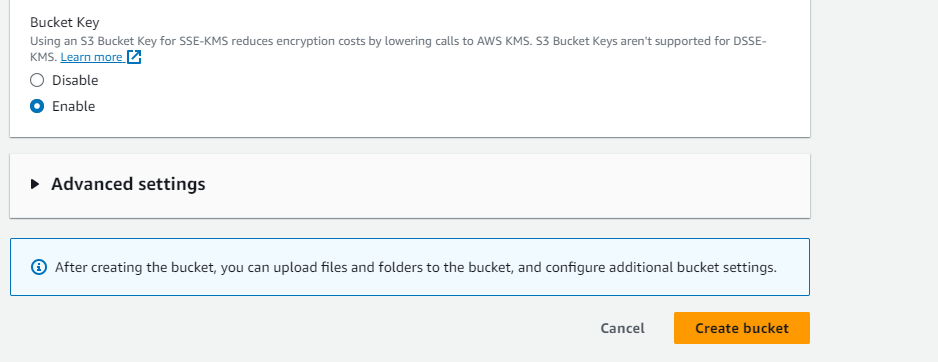 Bucket Key
Using an S3 Bucket Key for SSE-KMS reduces encryption costs by lowering calls to AWS KMS. S3 Bucket Keys aren't supported for DSSE-
KMS. Learn more
Disable
Enable
Advanced settings
After creating the bucket, you can upload files and folders to the bucket, and configure additional bucket settings.
Cancel
Create bucket